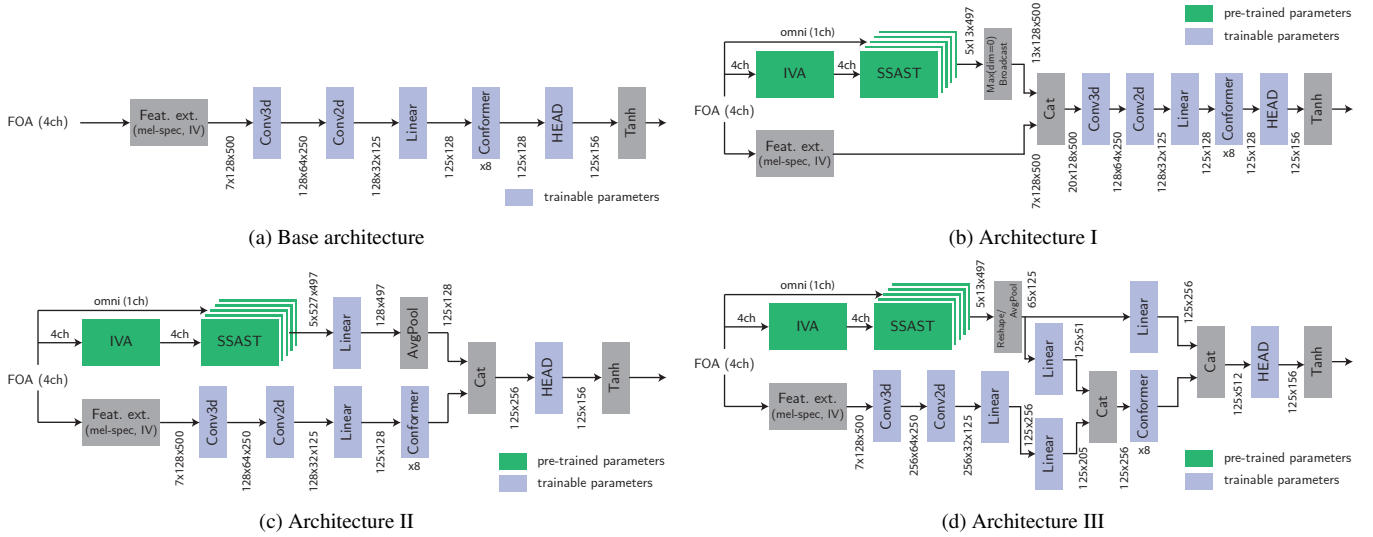 FOA (4ch)
Feat. ext.
(mel-spec, IV)
7x128x500
Conv3d
128x64x250
Conv2d
128x32x125
Linear
125x128
Conformer
x8
125x128
HEAD
125x156
Tanh
trainable parameters
(a) Base architecture
omni (1ch)
4ch
IVA
4ch
SSAST
5x13x497
Max(dim=0)
Broadcast
13x128x500
FOA (4ch)
Feat. ext.
(mel-spec, IV)
7x128x500
Cat
20x128x500
Conv3d
128x64x250
Conv2d
128x32x125
Linear
125x128
Conformer
x8
125x128
HEAD
125x156
Tanh
pre-trained parameters
trainable parameters
(b) Architecture I
omni (1ch)
4ch
IVA
4ch
SSAST
5x527x497
Linear
128x497
AvgPool
125x128
FOA (4ch)
Feat. ext.
(mel-spec, IV)
7x128x500
Conv3d
128x64x250
Conv2d
128x32x125
Linear
125x128
Conformer
x8
Cat
125x256
HEAD
125x156
Tanh
pre-trained parameters
trainable parameters
(c) Architecture II
omni (1ch)
4ch
IVA
4ch
SSAST
5x13x497
Reshape/
AvgPool
65x125
Linear
125x256
Linear
125x51
FOA (4ch)
Feat. ext.
(mel-spec, IV)
7x128x500
Conv3d
256x64x250
Conv2d
256x32x125
Linear
125x256
Linear
125x205
Cat
125x256
Conformer
x8
Cat
125x512
HEAD
125x156
Tanh
pre-trained parameters
trainable parameters
(d) Architecture III